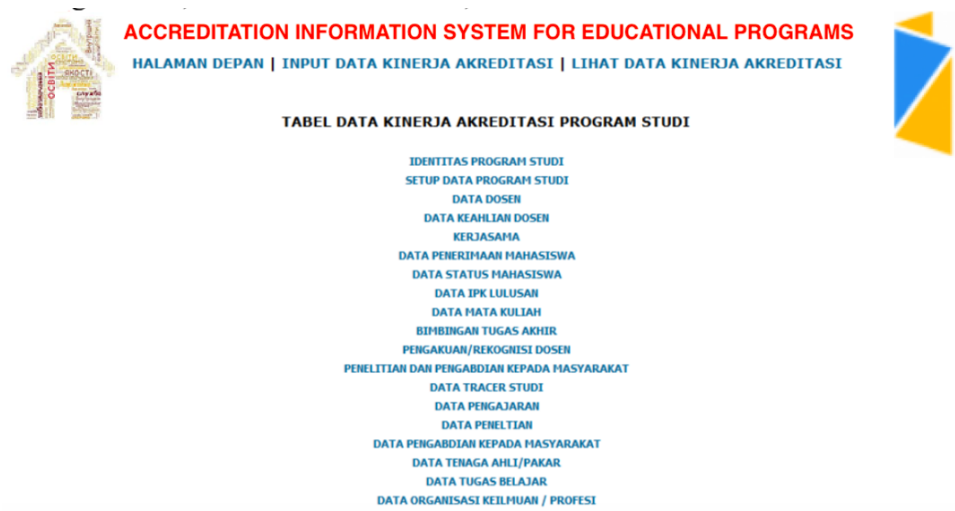 ACCREDITATION INFORMATION SYSTEM FOR EDUCATIONAL PROGRAMS
HALAMAN DEPAN | INPUT DATA KINERJA AKREDITASI | LIHAT DATA KINERJA AKREDITASI
ОСВІТИ
ЯКОСТІ
TABEL DATA KINERJA AKREDITASI PROGRAM STUDI
IDENTITAS PROGRAM STUDI
SETUP DATA PROGRAM STUDI
DATA DOSEN
DATA KEAHLIAN DOSEN
KERJASAMA
DATA PENERIMAAN MAHASISWA
DATA STATUS MAHASISWA
DATA IPK LULUSAN
DATA MATA KULIAH
BIMBINGAN TUGAS AKHIR
PENGAKUAN/REKOGNISI DOSEN
PENELITIAN DAN PENGABDIAN KEPADA MASYARAKAT
DATA TRACER STUDI
DATA PENGAJARAN
DATA PENELTIAN
DATA PENGABDIAN KEPADA MASYARAKAT
DATA TENAGA AHLI/PAKAR
DATA TUGAS BELAJAR
DATA ORGANISASI KEILMUAN / PROFESI